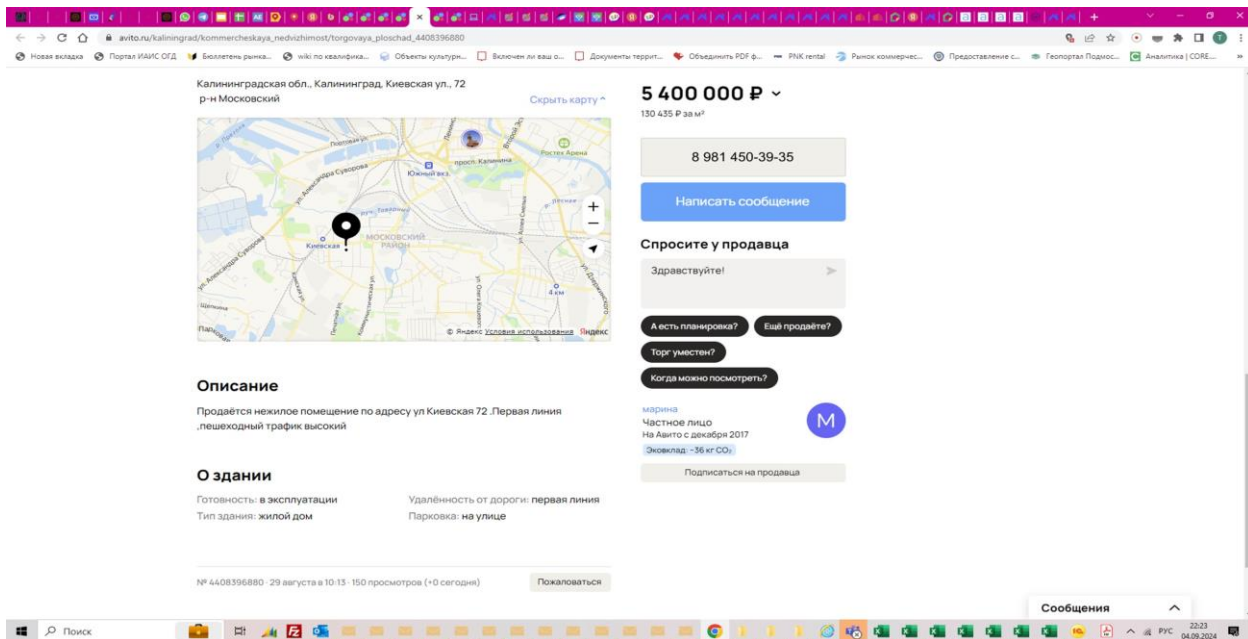 avito.ru/kaliningrad/kommercheskaya_nedvizhimost/torgovaya_ploschad_4408396880
Новая вкладка Портал ИАИС ОГД Бюллетень рынка... wiki по квалифика... Объекты культурн... Включен ли ваш о... Документы террит... Объединить PDF ф... PNK rental Рынок коммерчес... Предоставление с... Геопортал Подмос... Аналитика | CORE....
Калининградская обл., Калининград, Киевская ул., 72
р-н Московский
Скрыть карту
Портовая ул.
просп. Калинина
Ростех Арена
Южный вкз.
ул. Александра Суворова
МОСКОВСКИЙ
РАЙОН
Киевская
4 км
© Яндекс Условия использования Яндекс
Описание
Продаётся нежилое помещение по адресу ул Киевская 72 .Первая линия
,пешеходный трафик высокий
О здании
Готовность: в эксплуатации
Удалённость от дороги: первая линия
Тип здания: жилой дом
Парковка: на улице
№ 4408396880 · 29 августа в 10:13 · 150 просмотров (+0 сегодня)
Пожаловаться
5 400 000 ₽
130 435 ₽ за м²
8 981 450-39-35
Написать сообщение
Спросите у продавца
Здравствуйте!
А есть планировка? Ещё продаёте?
Торг уместен?
Когда можно посмотреть?
марина
Частное лицо
На Авито с декабря 2017
Эковклад: −36 кг CO₂
М
Подписаться на продавца
Сообщения
Поиск
РУС
22:23
04.09.2024